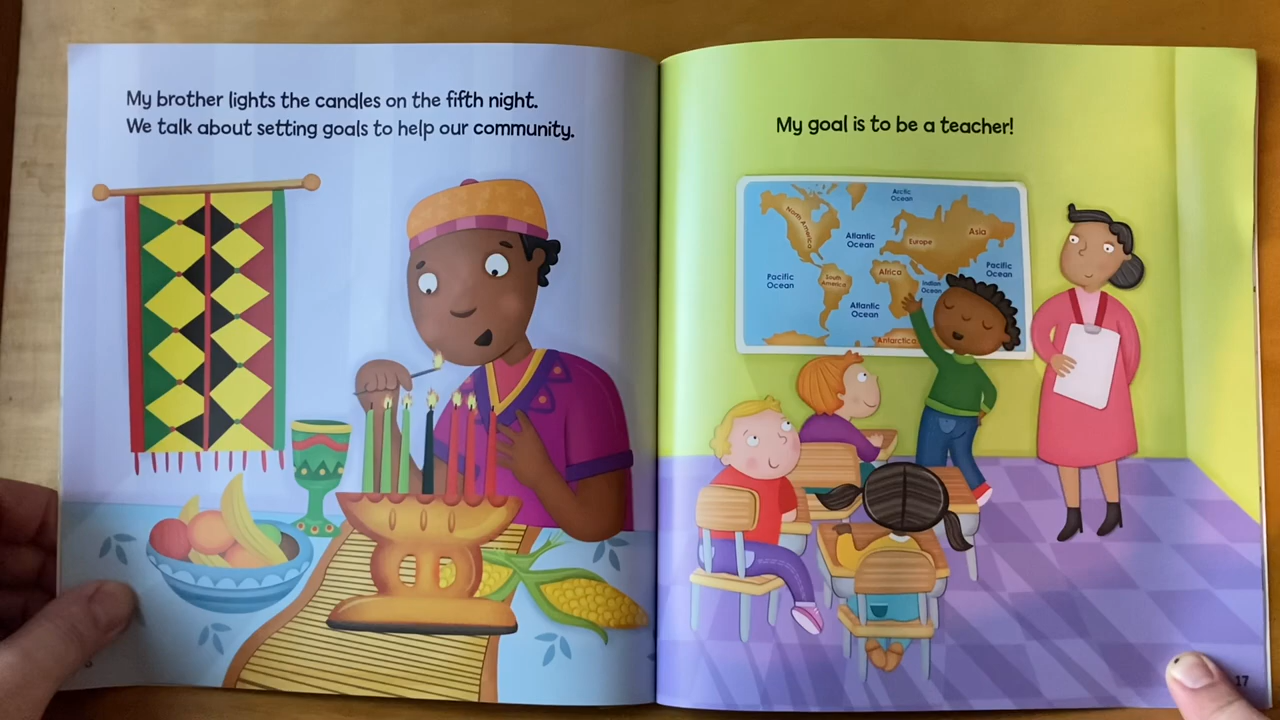 My brother lights the candles on the fifth night.
We talk about setting goals to help our community.
My goal is to be a teacher!
Arctic
Ocean
North America
Atlantic
Ocean
Europe
Asia
Pacific
Ocean
Pacific
Ocean
South
America
Africa
Indian
Ocean
Atlantic
Ocean
Antarctica
17